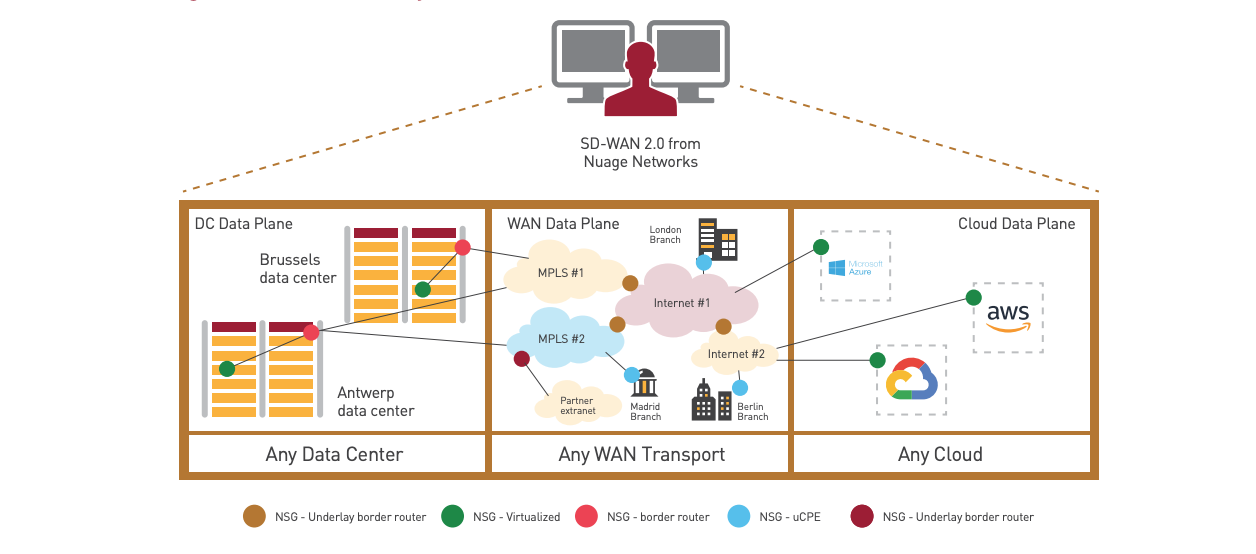 SD-WAN 2.0 from
Nuage Networks
DC Data Plane
Brussels
data center
Antwerp
data center
WAN Data Plane
London
Branch
MPLS #1
Internet #1
MPLS #2
Internet #2
Partner
extranet
Madrid
Branch
Berlin
Branch
Cloud Data Plane
Microsoft
Azure
aws
Any Data Center
Any WAN Transport
Any Cloud
NSG - Underlay border router
NSG - Virtualized
NSG - border router
NSG - uCPE
NSG - Underlay border router